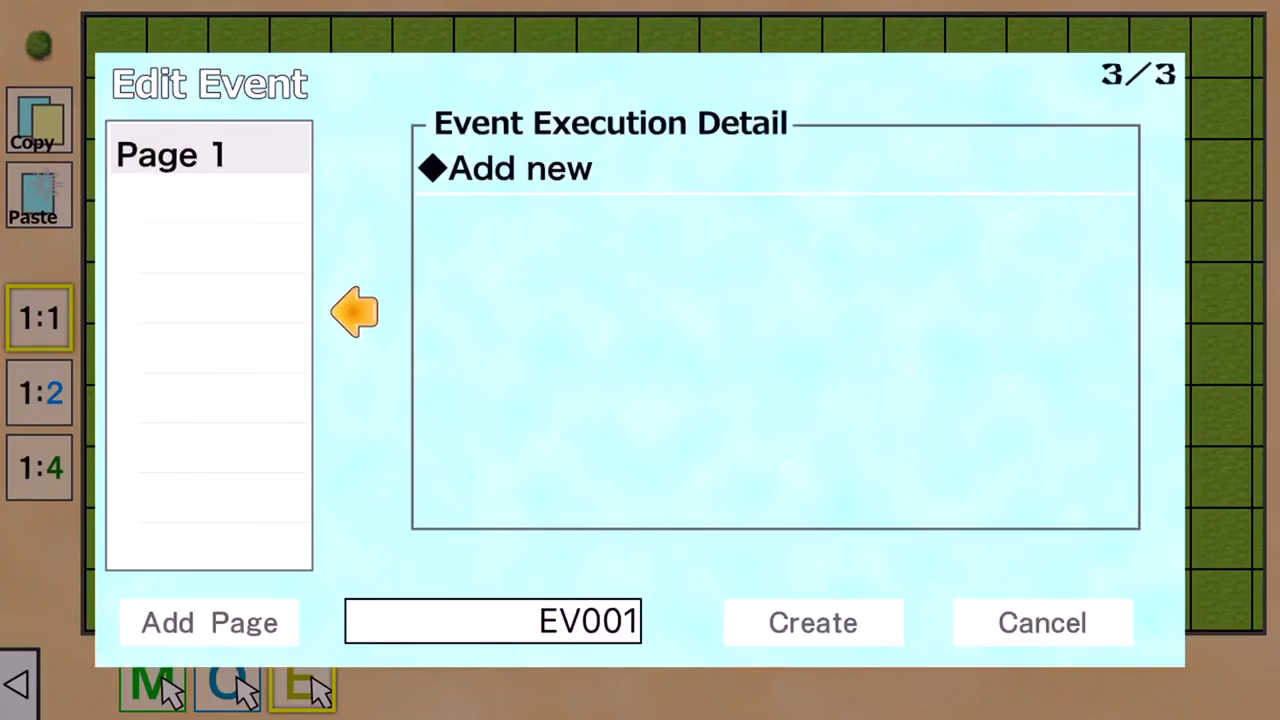 Edit Event
3/3
Copy
Paste
1:1
1:2
1:4
Page 1
Event Execution Detail
◆Add new
Add Page
EV001
Create
Cancel
M
E